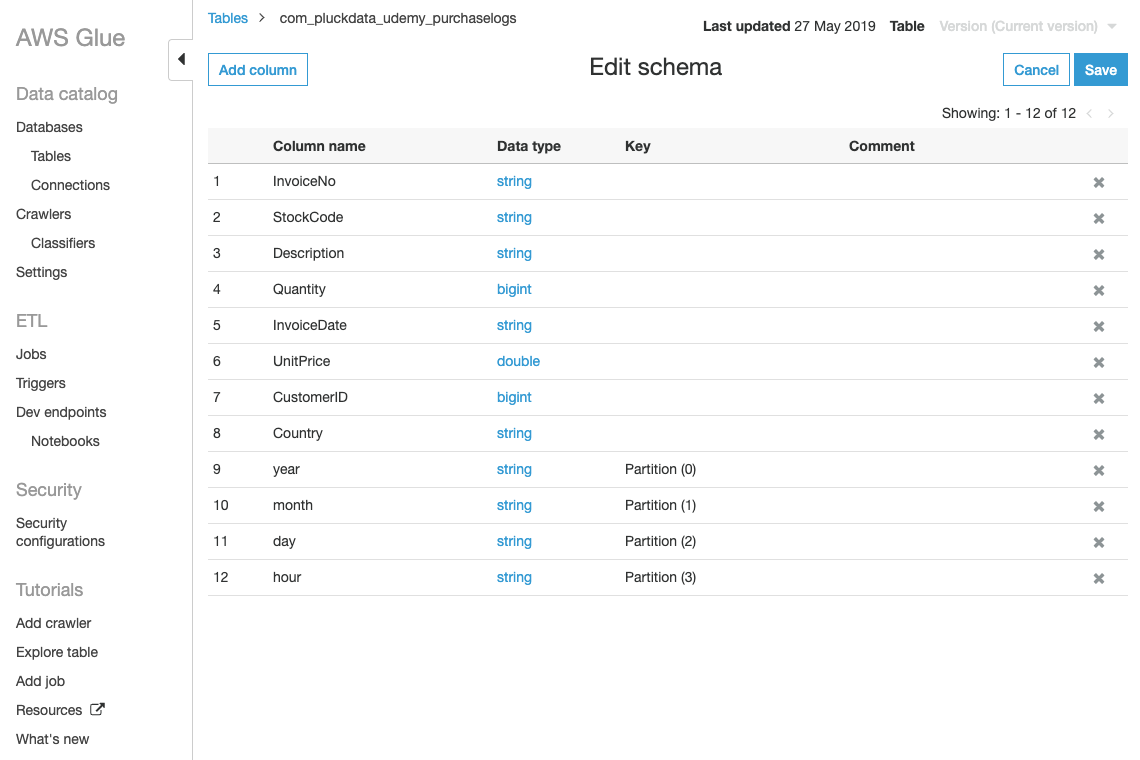 AWS Glue
Data catalog
Databases
Tables
Connections
Crawlers
Classifiers
Settings
ETL
Jobs
Triggers
Dev endpoints
Notebooks
Security
Security
configurations
Tutorials
Add crawler
Explore table
Add job
Resources
What's new
Tables > com_pluckdata_udemy_purchaselogs
Last updated 27 May 2019 Table Version (Current version)
Add column Edit schema Cancel Save
Showing: 1 - 12 of 12 < >
Column name Data type Key Comment
1 InvoiceNo string
2 StockCode string
3 Description string
4 Quantity bigint
5 InvoiceDate string
6 UnitPrice double
7 CustomerID bigint
8 Country string
9 year string Partition (0)
10 month string Partition (1)
11 day string Partition (2)
12 hour string Partition (3)